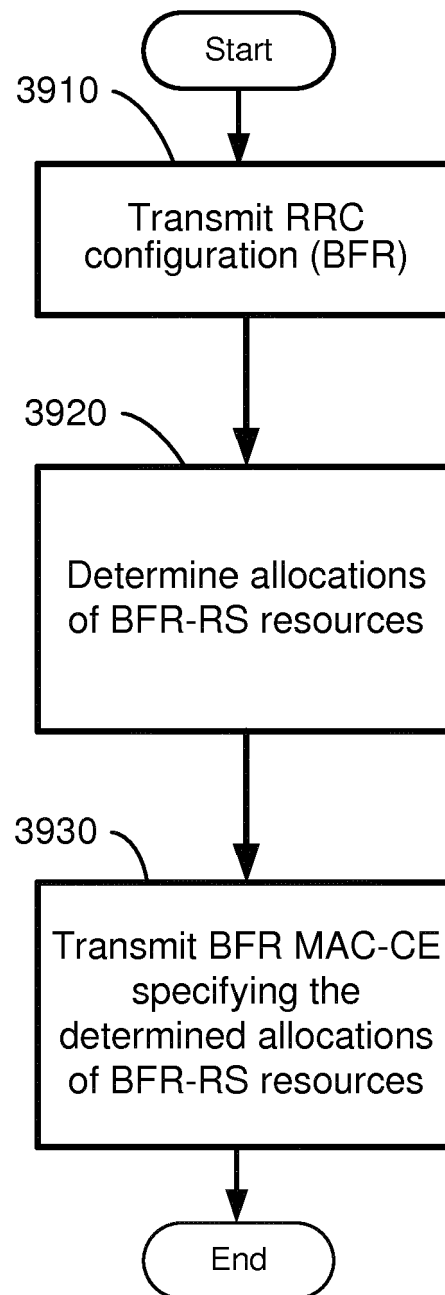 Start
3910
Transmit RRC
configuration (BFR)
3920
Determine allocations
of BFR-RS resources
3930
Transmit BFR MAC-CE
specifying the
determined allocations
of BFR-RS resources
End